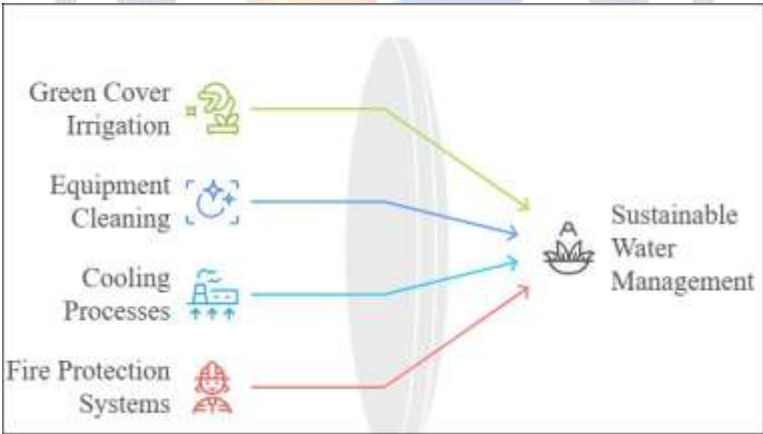 Green Cover
Irrigation
Equipment
Cleaning
Cooling
Processes
Fire Protection
Systems
Sustainable
Water
Management